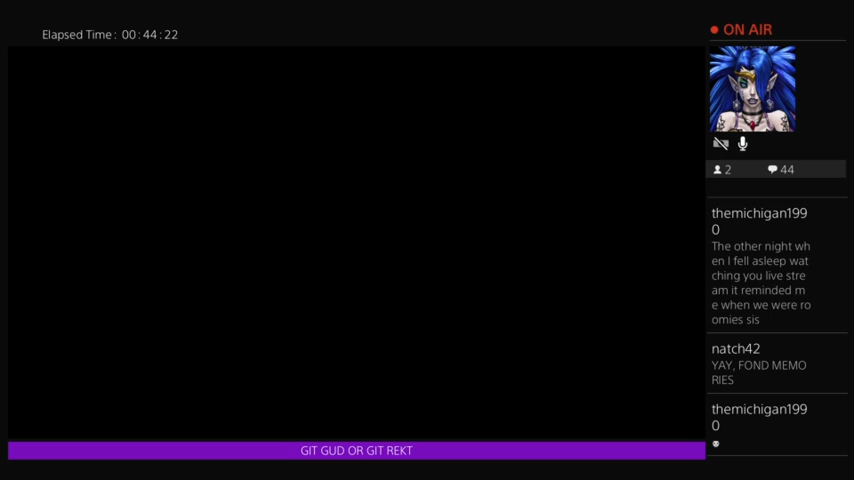 Elapsed Time: 00:44:22
ON AIR
2 44
themichigan199
0
The other night wh
en I fell asleep wat
ching you live stre
am it reminded m
e when we were ro
omies sis
natch42
YAY, FOND MEMO
RIES
themichigan199
0
GIT GUD OR GIT REKT